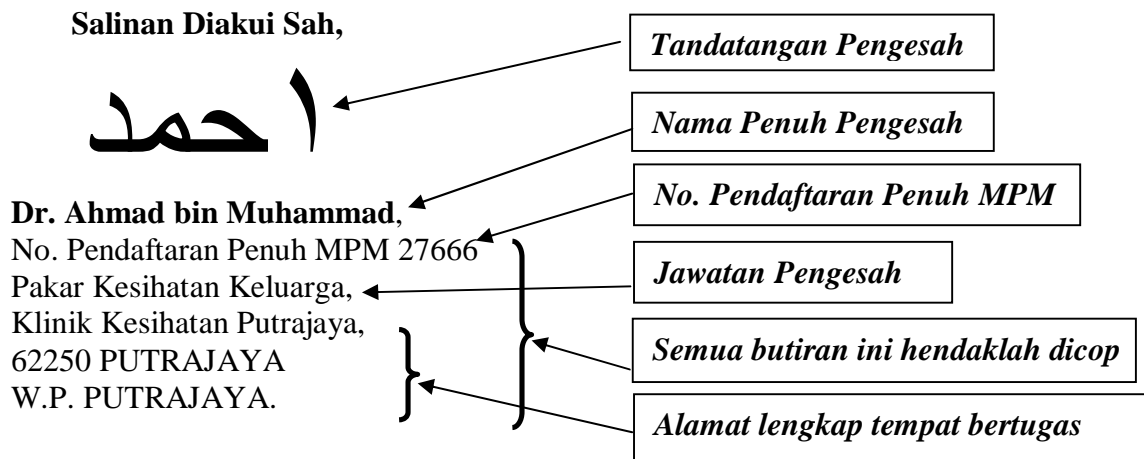 Salinan Diakui Sah,
احمد
Dr. Ahmad bin Muhammad,
No. Pendaftaran Penuh MPM 27666
Pakar Kesihatan Keluarga,
Klinik Kesihatan Putrajaya,
62250 PUTRAJAYA
W.P. PUTRAJAYA.
Tandatangan Pengesah
Nama Penuh Pengesah
No. Pendaftaran Penuh MPM
Jawatan Pengesah
Semua butiran ini hendaklah dicop
Alamat lengkap tempat bertugas